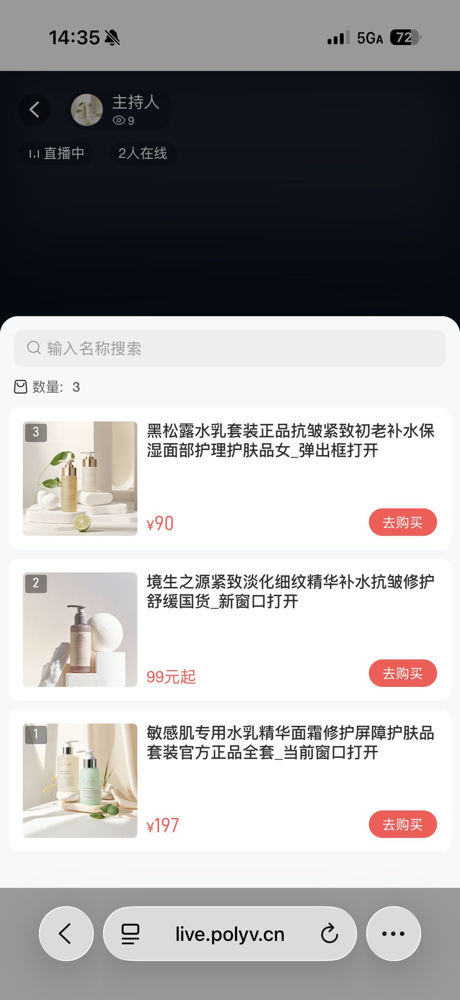 14:35
5GA
72
主持人
9
直播中
2人在线
输入名称搜索
数量: 3
3
黑松露水乳套装正品抗皱紧致初老补水保
湿面部护理护肤品女_弹出框打开
¥90
去购买
2
境生之源紧致淡化细纹精华补水抗皱修护
舒缓国货_新窗口打开
99元起
去购买
1
敏感肌专用水乳精华面霜修护屏障护肤品
套装官方正品全套_当前窗口打开
¥197
去购买
live.polyv.cn